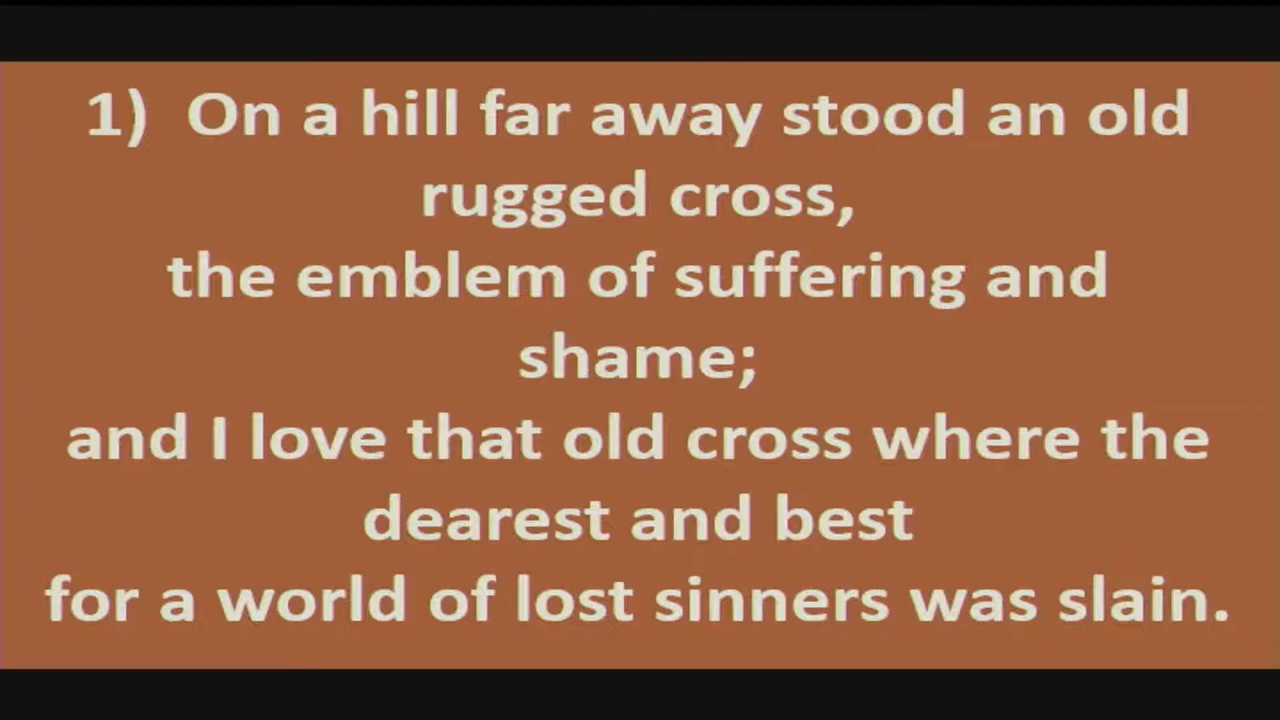 1)  On a hill far away stood an old
rugged cross,
the emblem of suffering and
shame;
and I love that old cross where the
dearest and best
for a world of lost sinners was slain.